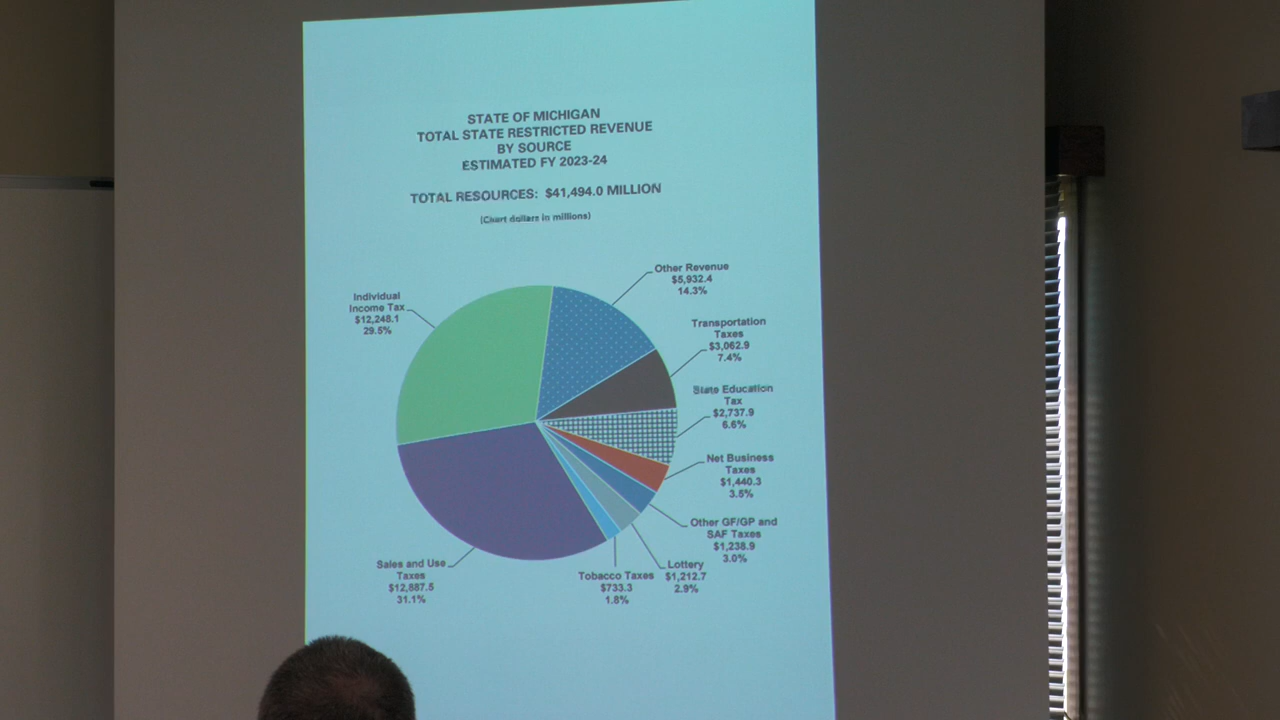 STATE OF MICHIGAN
TOTAL STATE RESTRICTED REVENUE
BY SOURCE
ESTIMATED FY 2023-24
TOTAL RESOURCES: $41,494.0 MILLION
(Chart dollars in millions)
Other Revenue
$5,932.4
14.3%
Transportation
Taxes
$3,062.9
7.4%
State Education
Tax
$2,737.9
6.6%
Net Business
Taxes
$1,440.3
3.5%
Other GF/GP and
SAF Taxes
$1,238.9
3.0%
Lottery
$1,212.7
2.9%
Tobacco Taxes
$733.3
1.8%
Sales and Use
Taxes
$12,887.5
31.1%
Individual
Income Tax
$12,248.1
29.5%